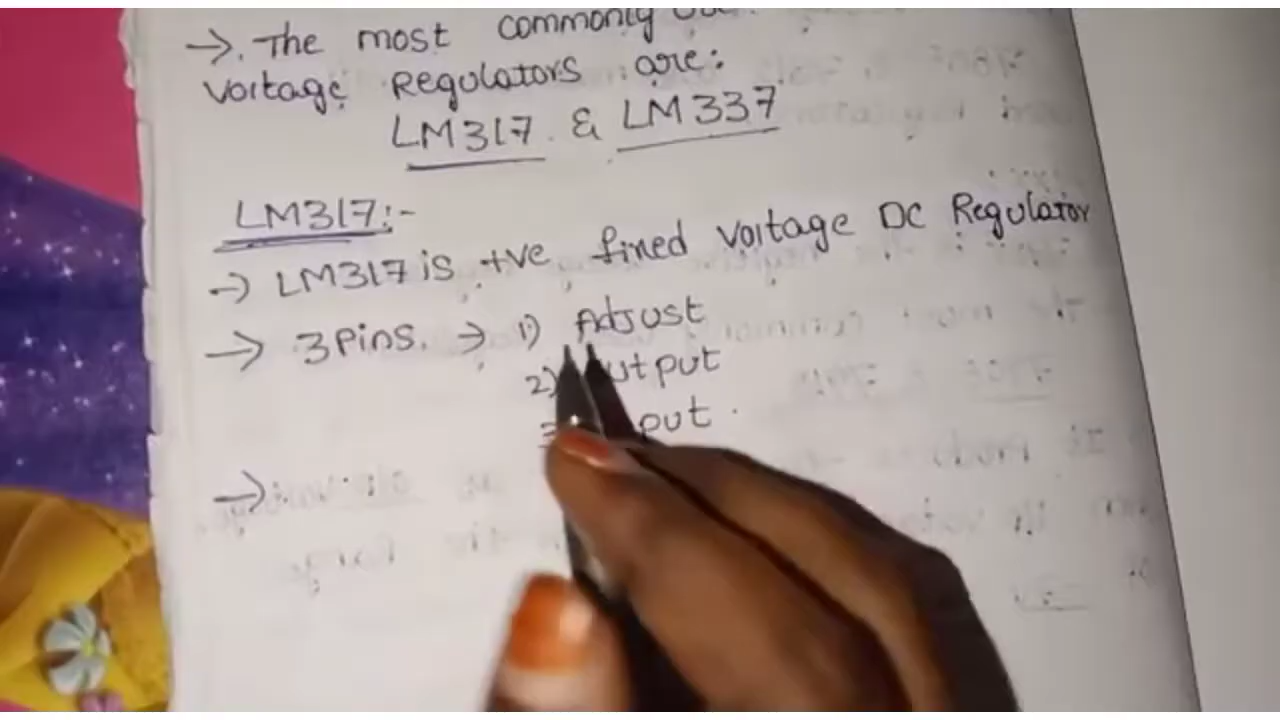 →. The most commonly
Voltage Regulators are:
LM317 & LM337
LM317:-
→ LM317 is +ve fixed voltage DC Regulator
→ 3 Pins. → 1) Adjust
2) utput
put.
→